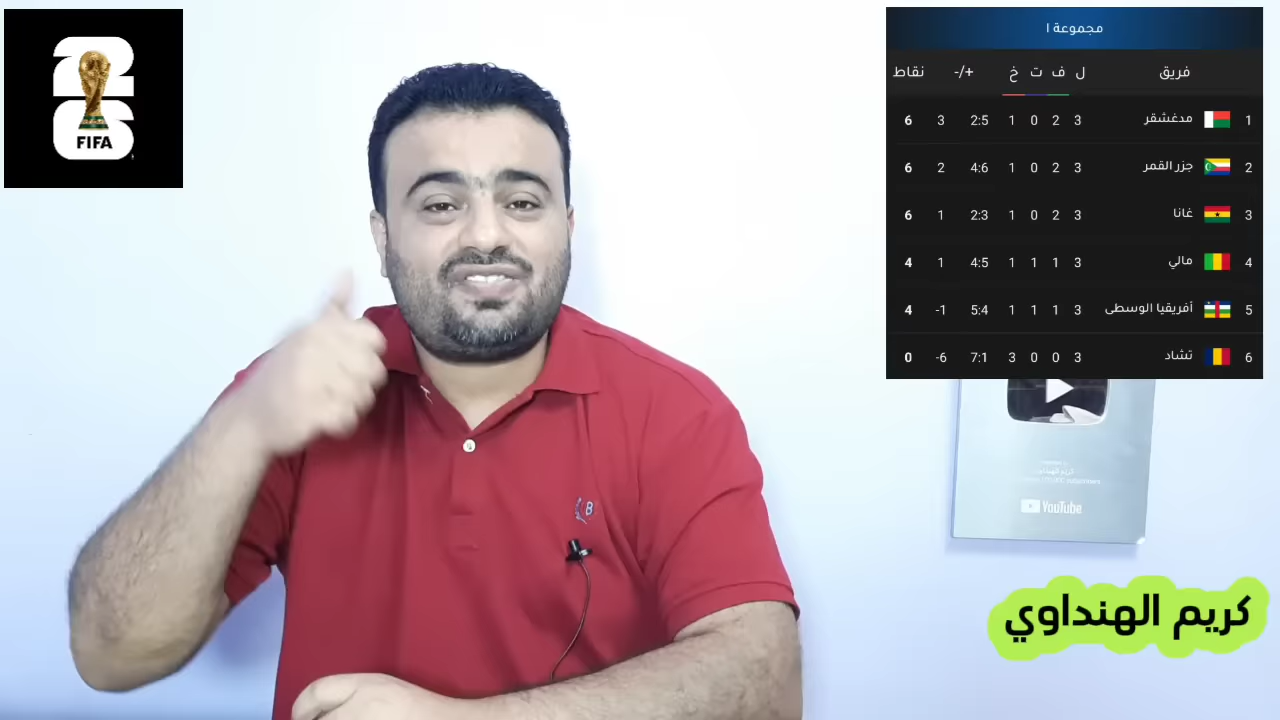 FIFA
مجموعة ا
فريق ل ف ت خ +/- نقاط
1 مدغشقر 3 2 0 1 2:5 3 6
2 جزر القمر 3 2 0 1 4:6 2 6
3 غانا 3 2 0 1 2:3 1 6
4 مالي 3 1 1 1 4:5 1 4
5 أفريقيا الوسطى 3 1 1 1 5:4 -1 4
6 تشاد 3 0 0 3 7:1 -6 0
B
كريم الهنداوي
YouTube
كريم الهنداوي